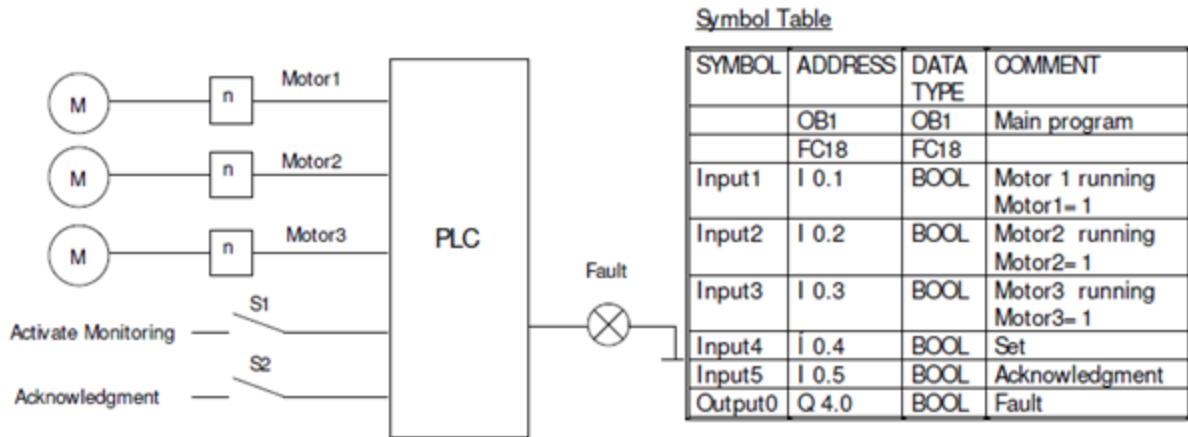 Symbol Table
SYMBOL ADDRESS DATA TYPE COMMENT
OB1 OB1 Main program
FC18 FC18
Input1 I 0.1 BOOL Motor 1 running
Motor1= 1
Input2 I 0.2 BOOL Motor2 running
Motor2= 1
Input3 I 0.3 BOOL Motor3 running
Motor3= 1
Input4 İ 0.4 BOOL Set
Input5 I 0.5 BOOL Acknowledgment
Output0 Q 4.0 BOOL Fault
M n Motor1
M n Motor2
M n Motor3
PLC
Fault
S1
Activate Monitoring
S2
Acknowledgment